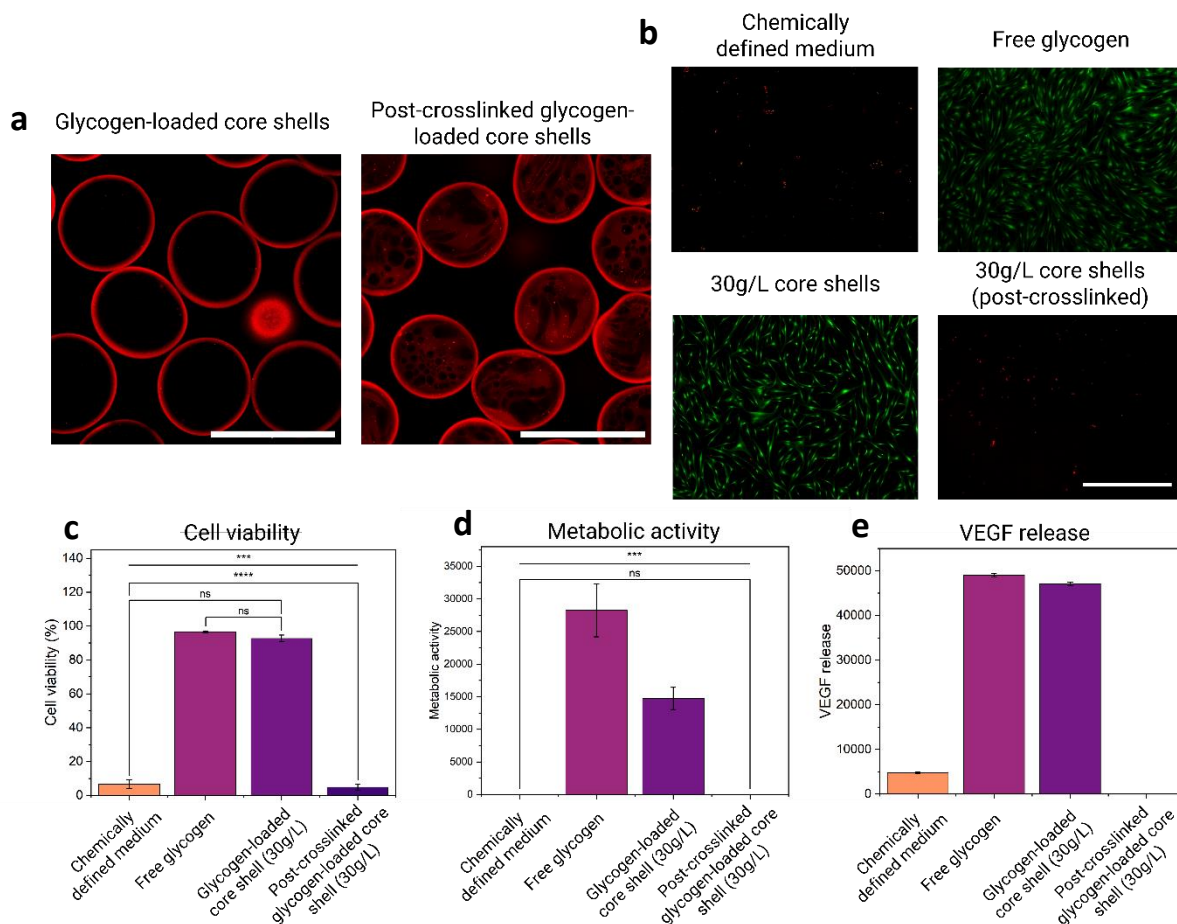 a
Glycogen-loaded core shells
Post-crosslinked glycogen-
loaded core shells
b
Chemically
defined medium
Free glycogen
30g/L core shells
30g/L core shells
(post-crosslinked)
c
Cell viability
140
120
100
80
60
40
20
0
Cell viability (%)
***
****
ns
ns
Chemically
defined medium
Free glycogen
Glycogen-loaded
core shell (30g/L)
Post-crosslinked
glycogen-loaded core
shell (30g/L)
d
Metabolic activity
35000
30000
25000
20000
15000
10000
5000
0
Metabolic activity
***
ns
Chemically
defined medium
Free glycogen
Glycogen-loaded
core shell (30g/L)
Post-crosslinked
glycogen-loaded core
shell (30g/L)
e
VEGF release
50000
40000
30000
20000
10000
0
VEGF release
Chemically
defined medium
Free glycogen
Glycogen-loaded
core shell (30g/L)
Post-crosslinked
glycogen-loaded core
shell (30g/L)